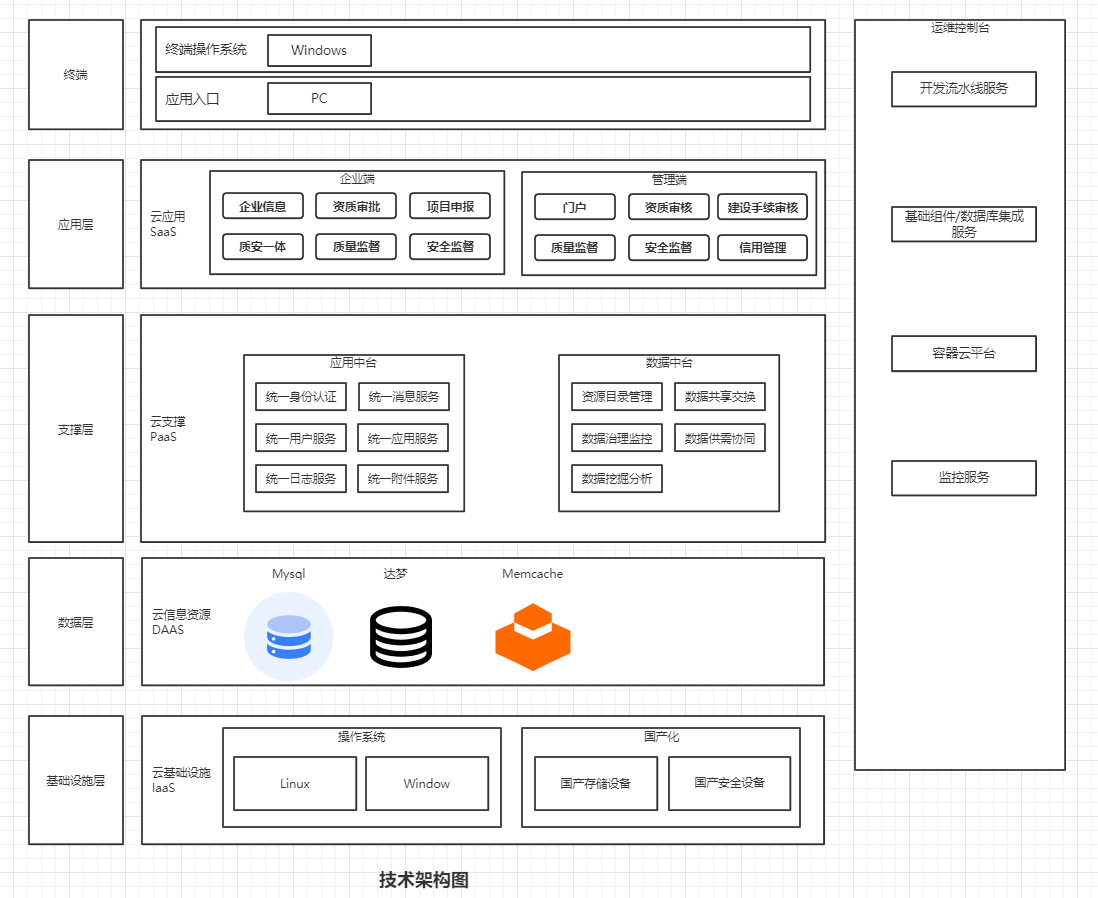 终端
终端操作系统
Windows
应用入口
PC
应用层
云应用
SaaS
企业端
企业信息
资质审批
项目申报
质安一体
质量监督
安全监督
管理端
门户
资质审核
建设手续审核
质量监督
安全监督
信用管理
支撑层
云支撑
PaaS
应用中台
统一身份认证
统一消息服务
统一用户服务
统一应用服务
统一日志服务
统一附件服务
数据中台
资源目录管理
数据共享交换
数据治理监控
数据供需协同
数据挖掘分析
数据层
云信息资源
DAAS
Mysql
达梦
Memcache
基础设施层
云基础设施
IaaS
操作系统
Linux
Window
国产化
国产存储设备
国产安全设备
运维控制台
开发流水线服务
基础组件/数据库集成
服务
容器云平台
监控服务
技术架构图